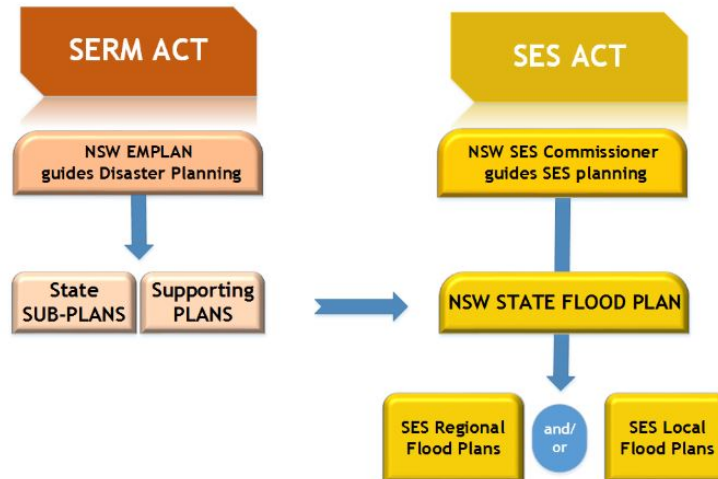 SERM ACT
SES ACT
NSW EMPLAN
guides Disaster Planning
NSW SES Commissioner
guides SES planning
State
SUB-PLANS
Supporting
PLANS
NSW STATE FLOOD PLAN
SES Regional
Flood Plans
and/
or
SES Local
Flood Plans